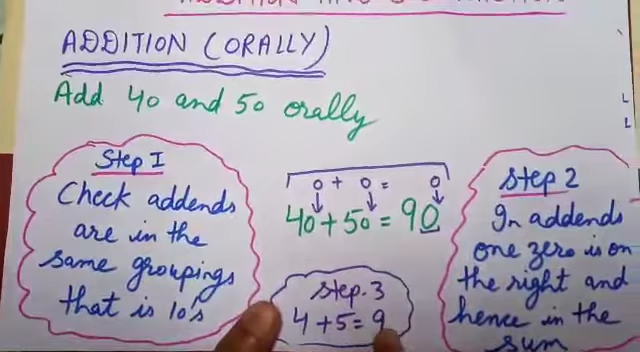 ADDITION (ORALLY)
Add 40 and 50 orally
Step I
Check addends
are in the
same groupings
that is 10's
0 + 0 = 0
40 + 50 = 90
Step.3
4 + 5 = 9
Step 2
In addends
one zero is on
the right and
hence in the
sum